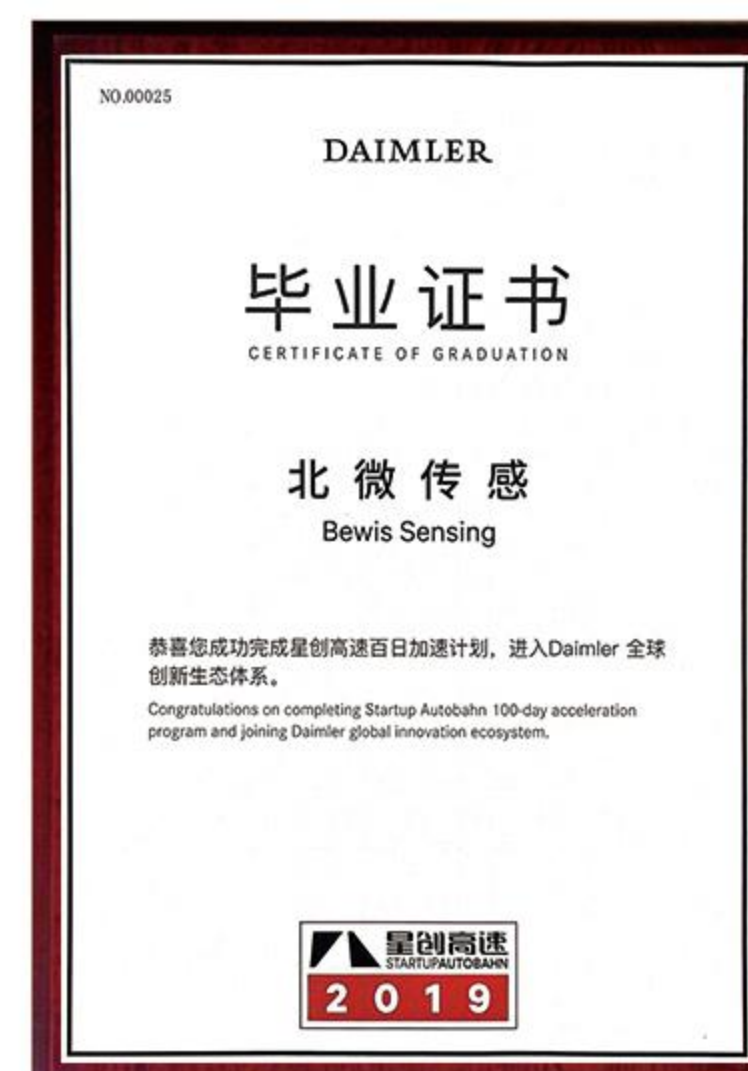 NO.00025
DAIMLER
毕业证书
CERTIFICATE OF GRADUATION
北微传感
Bewis Sensing
恭喜您成功完成星创高速百日加速计划，进入Daimler 全球
创新生态体系。
Congratulations on completing Startup Autobahn 100-day acceleration
program and joining Daimler global innovation ecosystem.
星创高速
STARTUPAUTOBAHN
2019